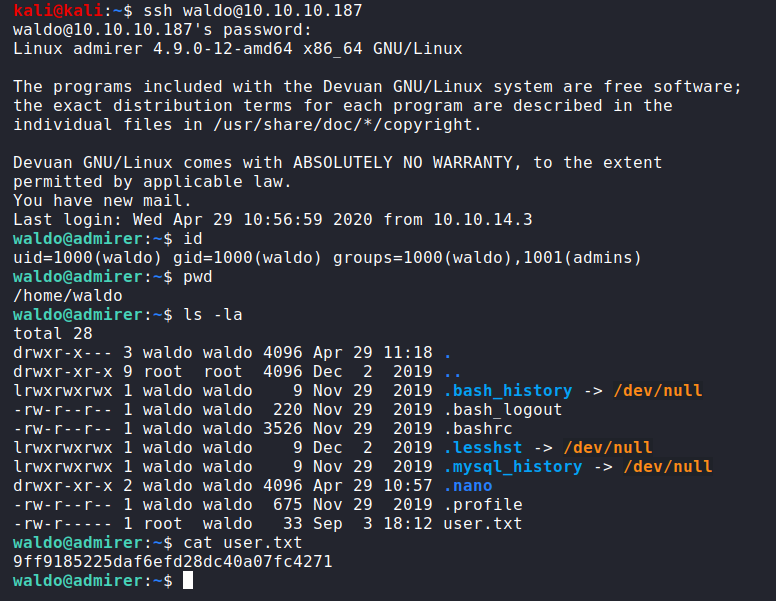 kali@kali:~$ ssh waldo@10.10.10.187
waldo@10.10.10.187's password:
Linux admirer 4.9.0-12-amd64 x86_64 GNU/Linux

The programs included with the Devuan GNU/Linux system are free software;
the exact distribution terms for each program are described in the
individual files in /usr/share/doc/*/copyright.

Devuan GNU/Linux comes with ABSOLUTELY NO WARRANTY, to the extent
permitted by applicable law.
You have new mail.
Last login: Wed Apr 29 10:56:59 2020 from 10.10.14.3
waldo@admirer:~$ id
uid=1000(waldo) gid=1000(waldo) groups=1000(waldo),1001(admins)
waldo@admirer:~$ pwd
/home/waldo
waldo@admirer:~$ ls -la
total 28
drwxr-x--- 3 waldo waldo 4096 Apr 29 11:18 .
drwxr-xr-x 9 root  root  4096 Dec  2  2019 ..
lrwxrwxrwx 1 waldo waldo    9 Nov 29  2019 .bash_history -> /dev/null
-rw-r--r-- 1 waldo waldo  220 Nov 29  2019 .bash_logout
-rw-r--r-- 1 waldo waldo 3526 Nov 29  2019 .bashrc
lrwxrwxrwx 1 waldo waldo    9 Dec  2  2019 .lesshst -> /dev/null
lrwxrwxrwx 1 waldo waldo    9 Nov 29  2019 .mysql_history -> /dev/null
drwxr-xr-x 2 waldo waldo 4096 Apr 29 10:57 .nano
-rw-r--r-- 1 waldo waldo  675 Nov 29  2019 .profile
-rw-r----- 1 root  waldo   33 Sep  3 18:12 user.txt
waldo@admirer:~$ cat user.txt
9ff9185225daf6efd28dc40a07fc4271
waldo@admirer:~$